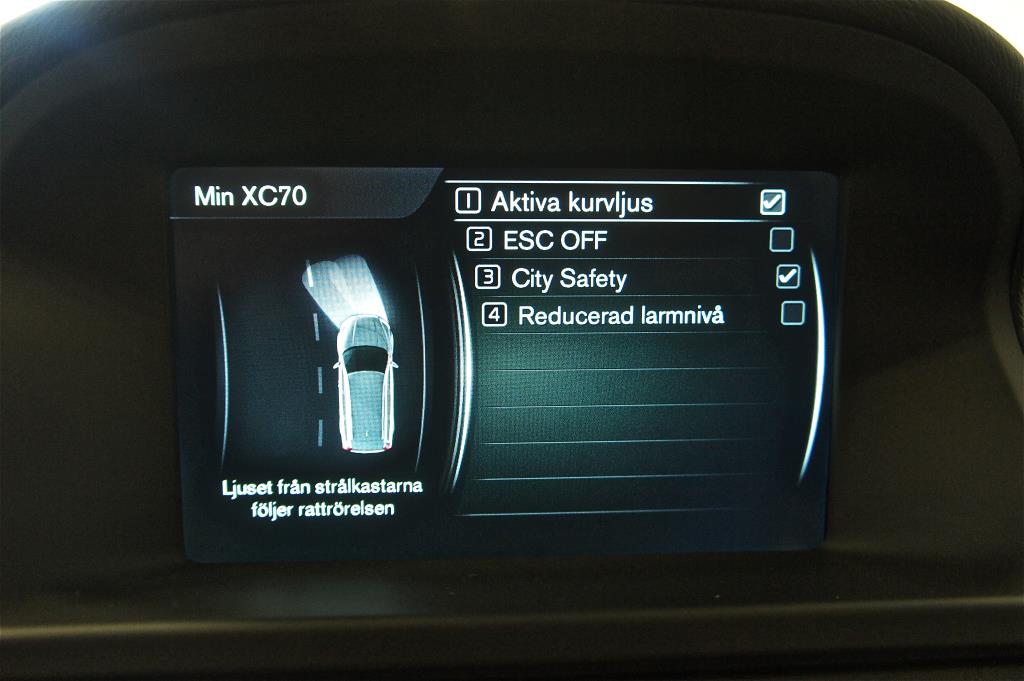 Min XC70
1 Aktiva kurvljus
2 ESC OFF
3 City Safety
4 Reducerad larmnivå
Ljuset från strålkastarna
följer rattrörelsen